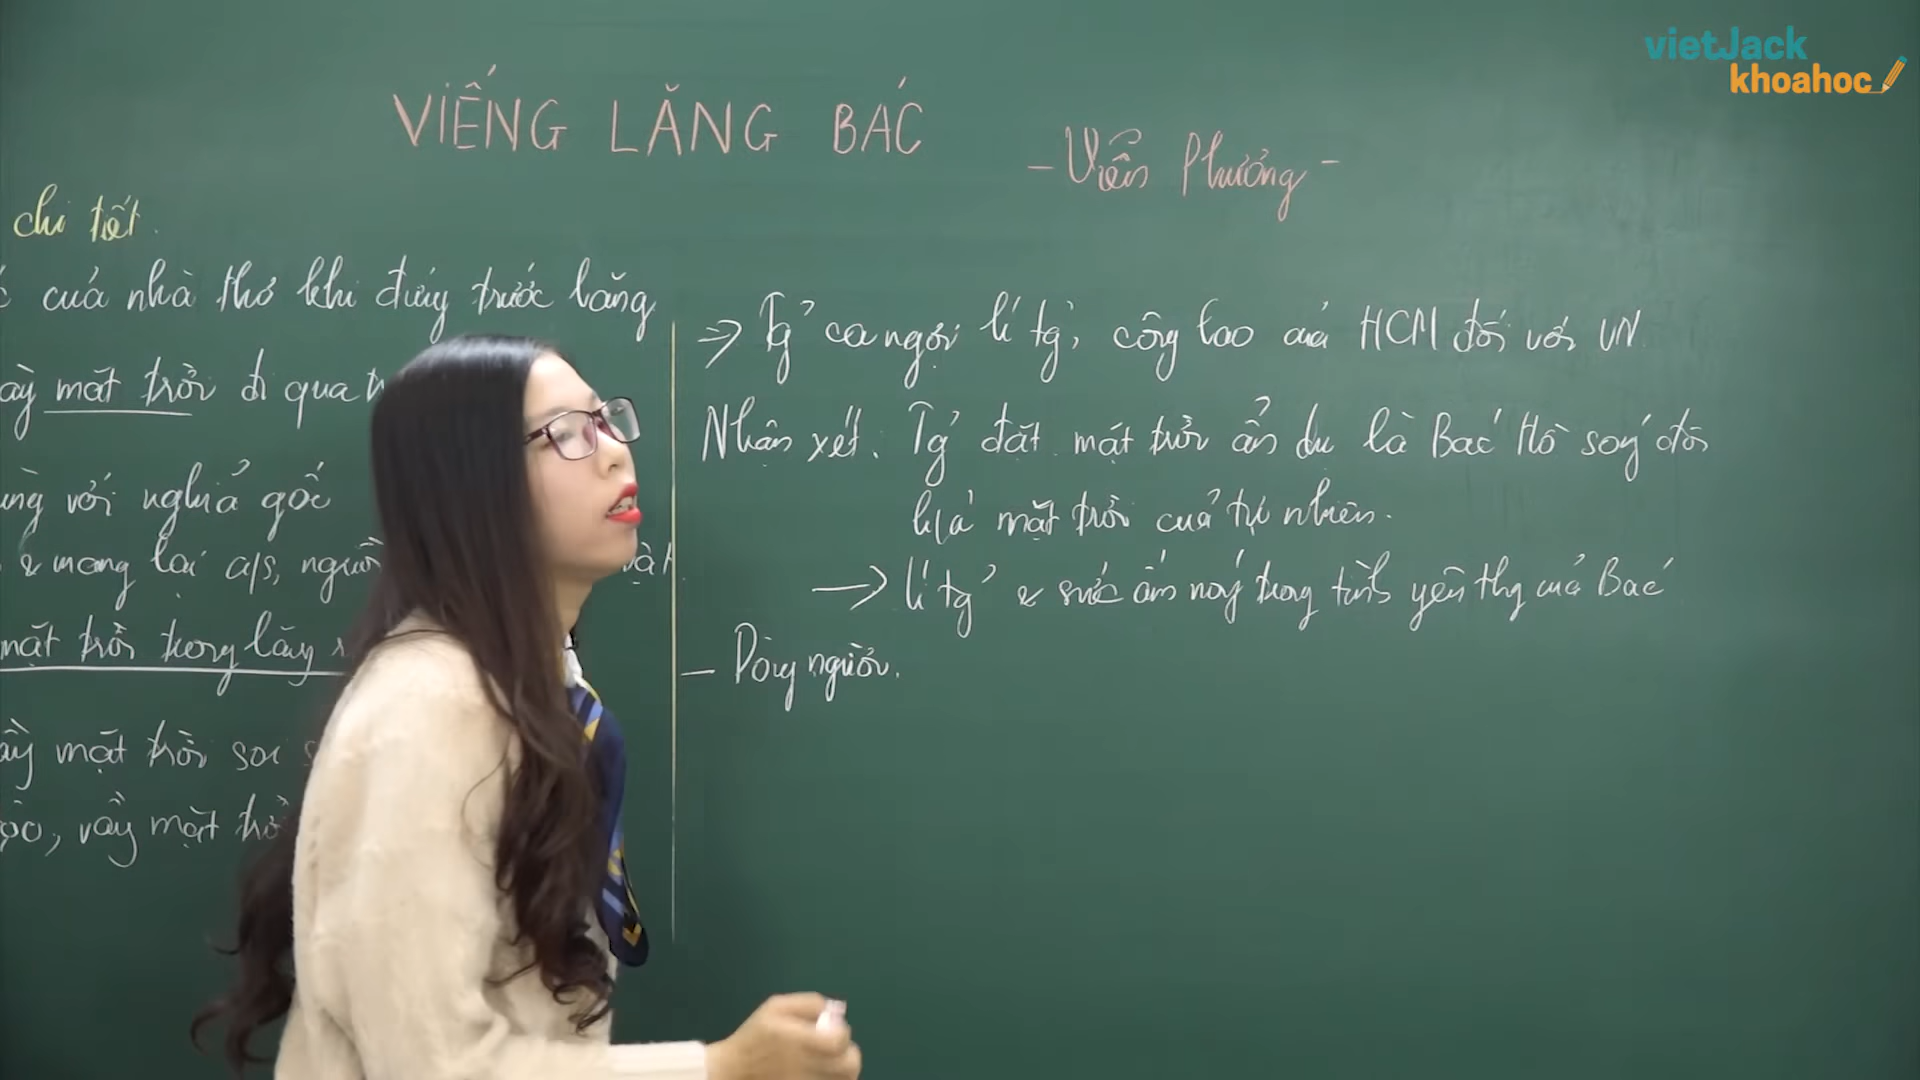 vietJack
khoahoc
VIẾNG LĂNG BÁC
- Viễn Phương -
chi tiết.
của nhà thơ khi đứng trước lăng
mặt trời đi qua
với nghĩa gốc
& mang lại a/s, người
mặt trời trong lăng
mặt trời soi
vầy mặt trời
=> Tg' ca ngợi lí tg', công lao của HCM đối với VN
Nhận xét. Tg' đặt mặt trời ẩn dụ là Bác Hồ song đôi
h/ả mặt trời của tự nhiên.
-> lí tg' & sức ấm nóng trong tình yêu thg của Bác
- Dòng người.